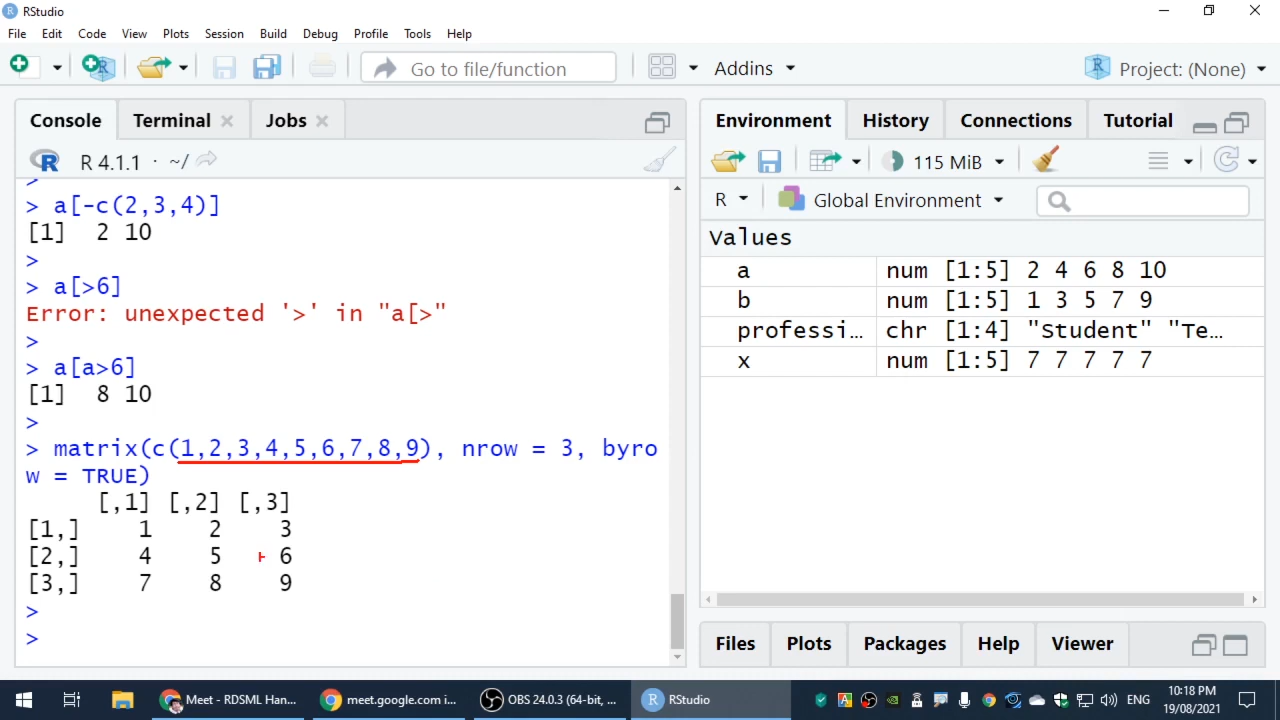 RStudio
File Edit Code View Plots Session Build Debug Profile Tools Help
Go to file/function Addins Project: (None)
Console Terminal Jobs
R 4.1.1 · ~/
>
> a[-c(2,3,4)]
[1]  2 10
>
> a[>6]
Error: unexpected '>' in "a[>"
>
> a[a>6]
[1]  8 10
>
> matrix(c(1,2,3,4,5,6,7,8,9), nrow = 3, byro
w = TRUE)
[,1] [,2] [,3]
[1,] 1 2 3
[2,] 4 5 6
[3,] 7 8 9
>
>
Environment History Connections Tutorial
115 MiB
R Global Environment
Values
a num [1:5] 2 4 6 8 10
b num [1:5] 1 3 5 7 9
professi... chr [1:4] "Student" "Te...
x num [1:5] 7 7 7 7 7
Files Plots Packages Help Viewer
Meet - RDSML Han... meet.google.com i... OBS 24.0.3 (64-bit, ... RStudio ENG 10:18 PM
19/08/2021